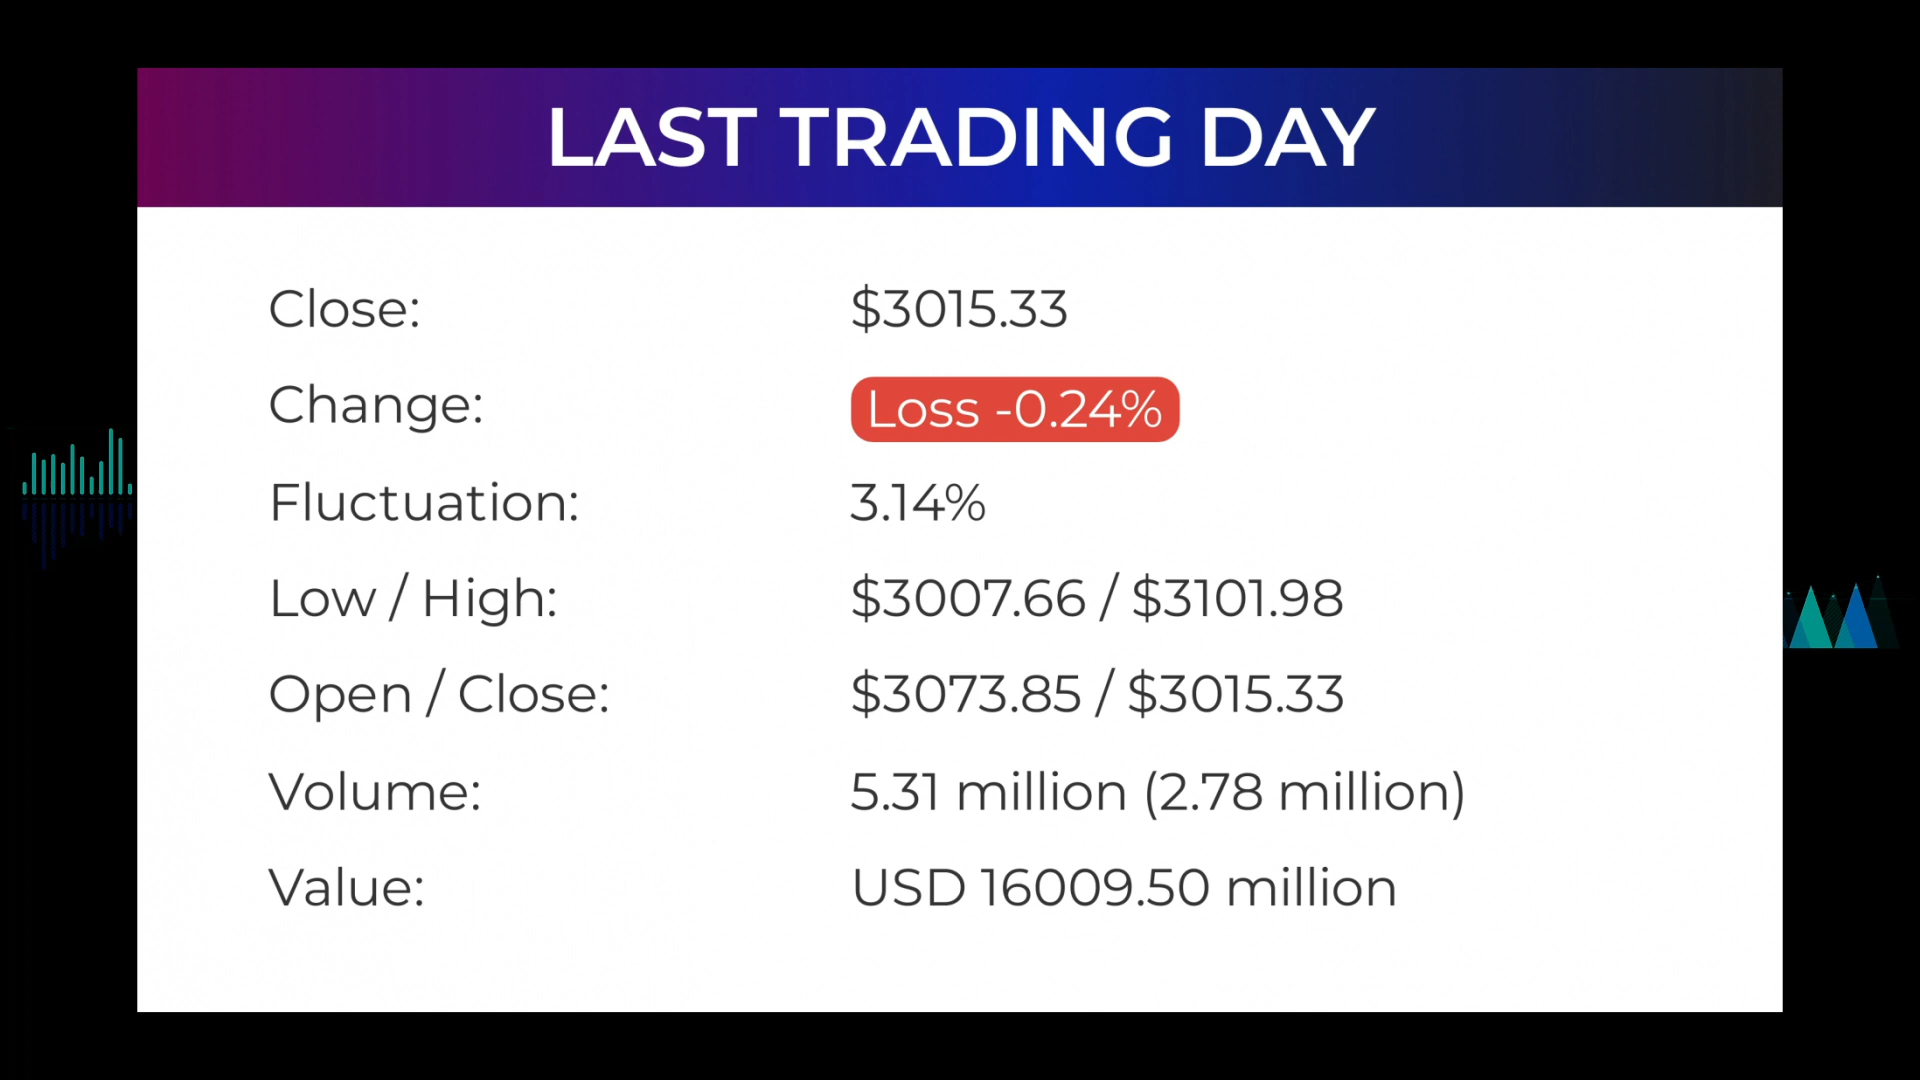 LAST TRADING DAY
Close: $3015.33
Change: Loss -0.24%
Fluctuation: 3.14%
Low / High: $3007.66 / $3101.98
Open / Close: $3073.85 / $3015.33
Volume: 5.31 million (2.78 million)
Value: USD 16009.50 million